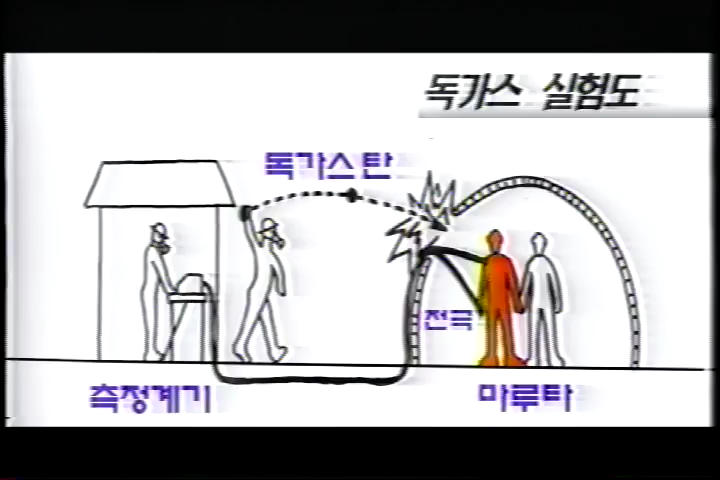 독가스 실험도
독가스탄
전극
측정계기
마루타